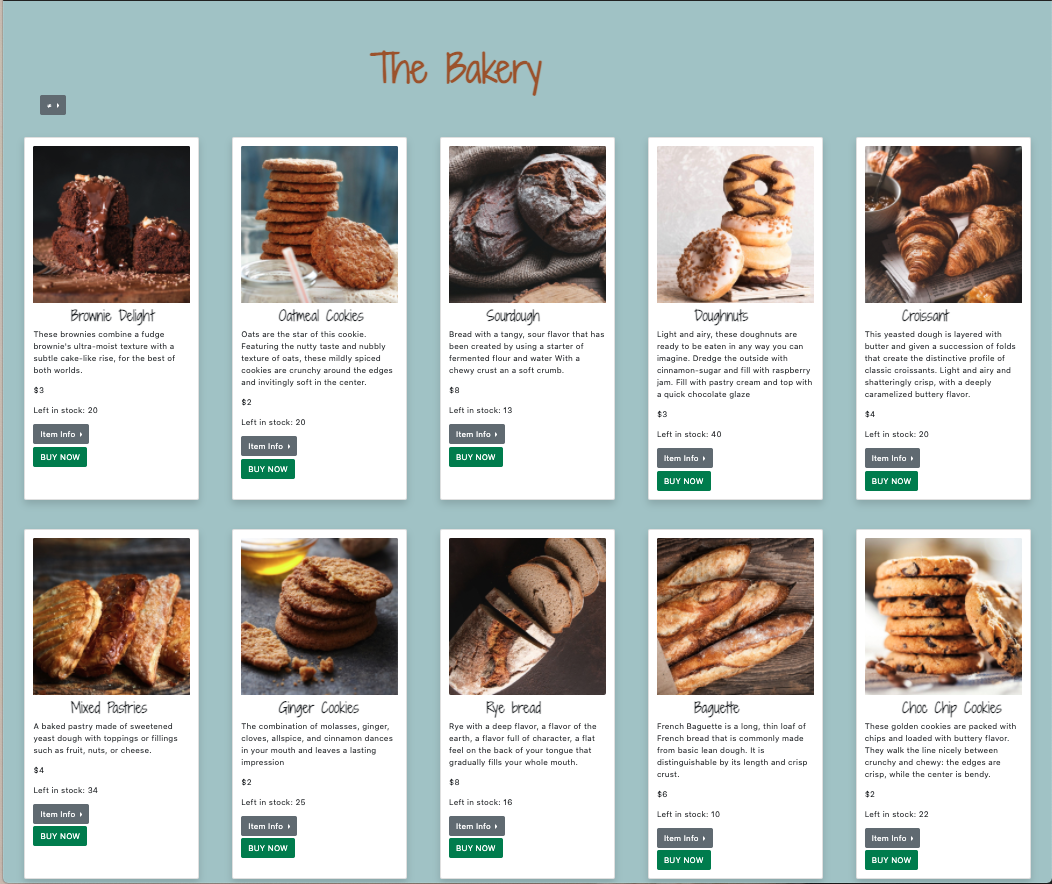 The Bakery
Brownie Delight
These brownies combine a fudge
brownie's ultra-moist texture with a
subtle cake-like rise, for the best of
both worlds.
$3
Left in stock: 20
Item Info
BUY NOW
Oatmeal Cookies
Oats are the star of this cookie.
Featuring the nutty taste and nubbly
texture of oats, these mildly spiced
cookies are crunchy around the edges
and invitingly soft in the center.
$2
Left in stock: 20
Item Info
BUY NOW
Sourdough
Bread with a tangy, sour flavor that has
been created by using a starter of
fermented flour and water With a
chewy crust an a soft crumb.
$8
Left in stock: 13
Item Info
BUY NOW
Doughnuts
Light and airy, these doughnuts are
ready to be eaten in any way you can
imagine. Dredge the outside with
cinnamon-sugar and fill with raspberry
jam. Fill with pastry cream and top with
a quick chocolate glaze
$3
Left in stock: 40
Item Info
BUY NOW
Croissant
This yeasted dough is layered with
butter and given a succession of folds
that create the distinctive profile of
classic croissants. Light and airy and
shatteringly crisp, with a deeply
caramelized buttery flavor.
$4
Left in stock: 20
Item Info
BUY NOW
Mixed Pastries
A baked pastry made of sweetened
yeast dough with toppings or fillings
such as fruit, nuts, or cheese.
$4
Left in stock: 34
Item Info
BUY NOW
Ginger Cookies
The combination of molasses, ginger,
cloves, allspice, and cinnamon dances
in your mouth and leaves a lasting
impression
$2
Left in stock: 25
Item Info
BUY NOW
Rye bread
Rye with a deep flavor, a flavor of the
earth, a flavor full of character, a flat
feel on the back of your tongue that
gradually fills your whole mouth.
$8
Left in stock: 16
Item Info
BUY NOW
Baguette
French Baguette is a long, thin loaf of
French bread that is commonly made
from basic lean dough. It is
distinguishable by its length and crisp
crust.
$6
Left in stock: 10
Item Info
BUY NOW
Choc Chip Cookies
These golden cookies are packed with
chips and loaded with buttery flavor.
They walk the line nicely between
crunchy and chewy: the edges are
crisp, while the center is bendy.
$2
Left in stock: 22
Item Info
BUY NOW